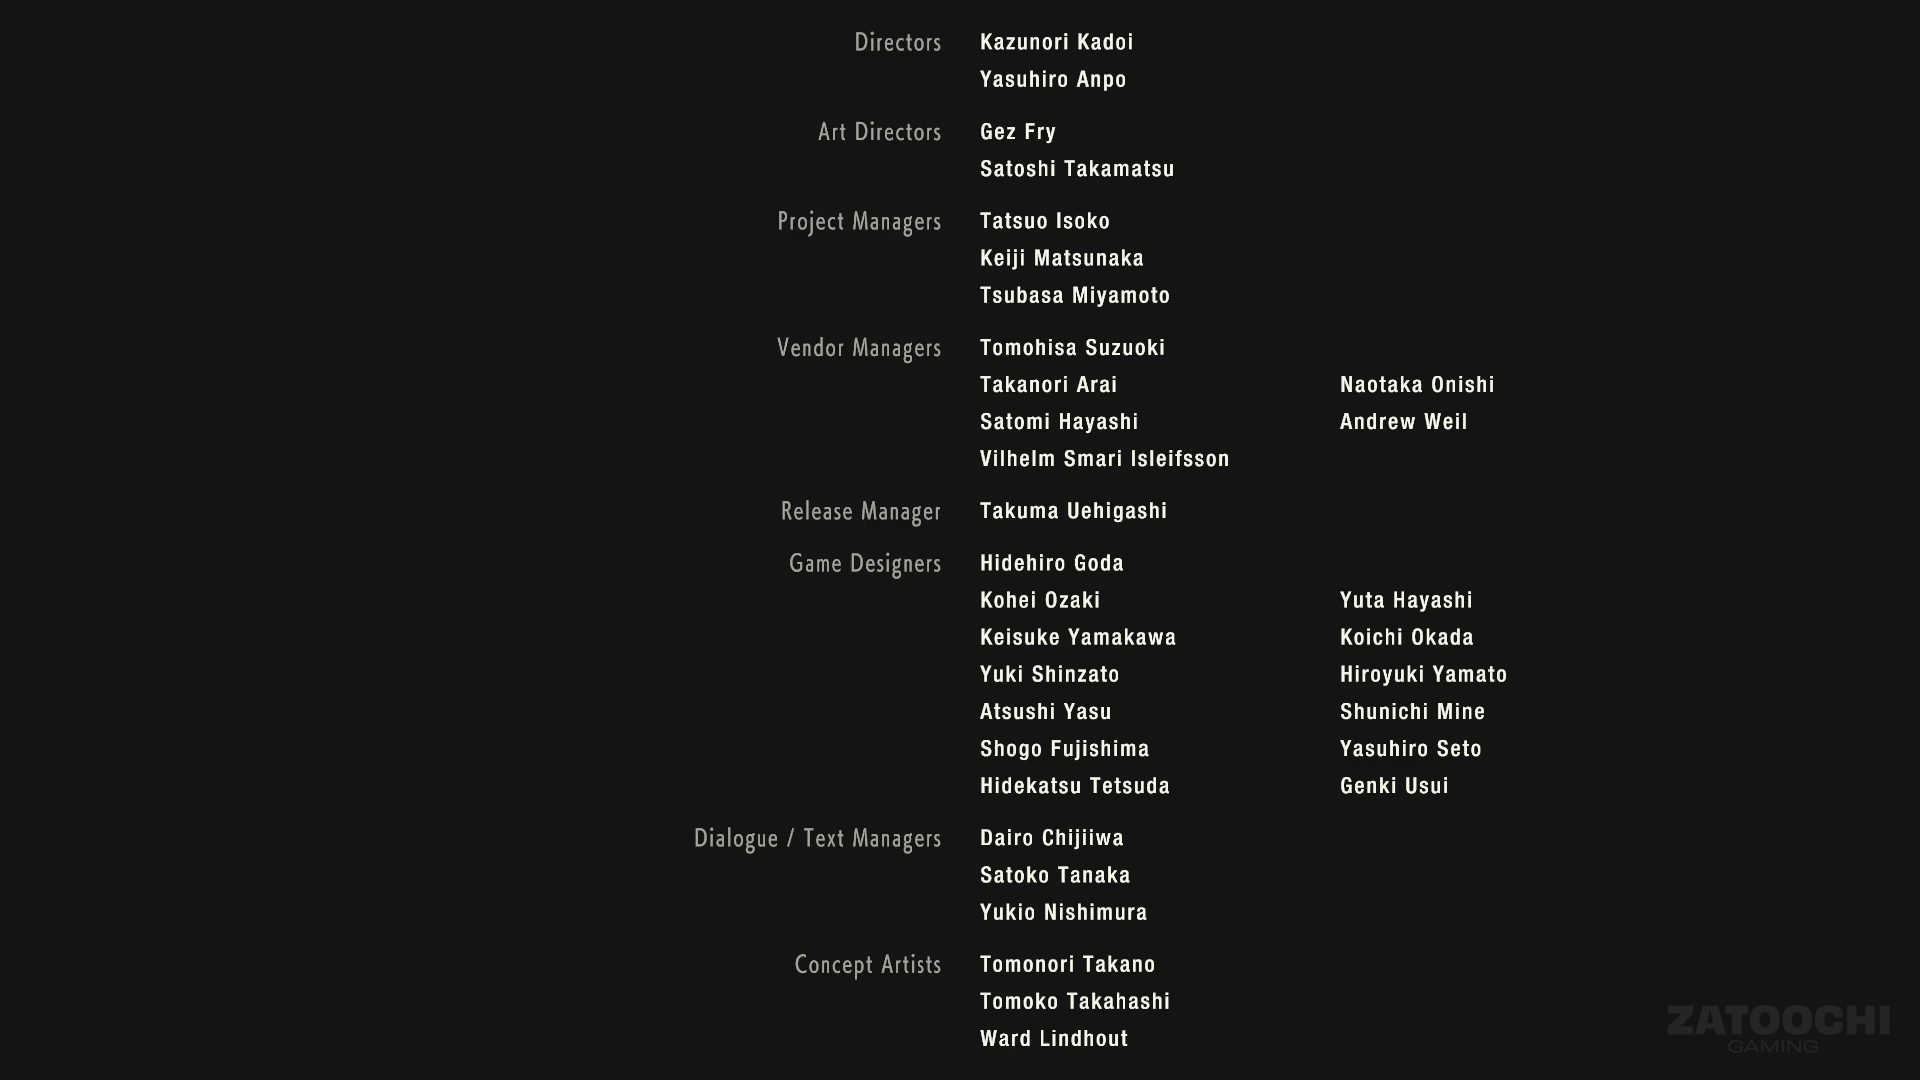 Directors Kazunori Kadoi
Yasuhiro Anpo
Art Directors Gez Fry
Satoshi Takamatsu
Project Managers Tatsuo Isoko
Keiji Matsunaka
Tsubasa Miyamoto
Vendor Managers Tomohisa Suzuoki
Takanori Arai Naotaka Onishi
Satomi Hayashi Andrew Weil
Vilhelm Smari Isleifsson
Release Manager Takuma Uehigashi
Game Designers Hidehiro Goda
Kohei Ozaki Yuta Hayashi
Keisuke Yamakawa Koichi Okada
Yuki Shinzato Hiroyuki Yamato
Atsushi Yasu Shunichi Mine
Shogo Fujishima Yasuhiro Seto
Hidekatsu Tetsuda Genki Usui
Dialogue / Text Managers Dairo Chijiiwa
Satoko Tanaka
Yukio Nishimura
Concept Artists Tomonori Takano
Tomoko Takahashi
Ward Lindhout
ZATOOCHI
GAMING